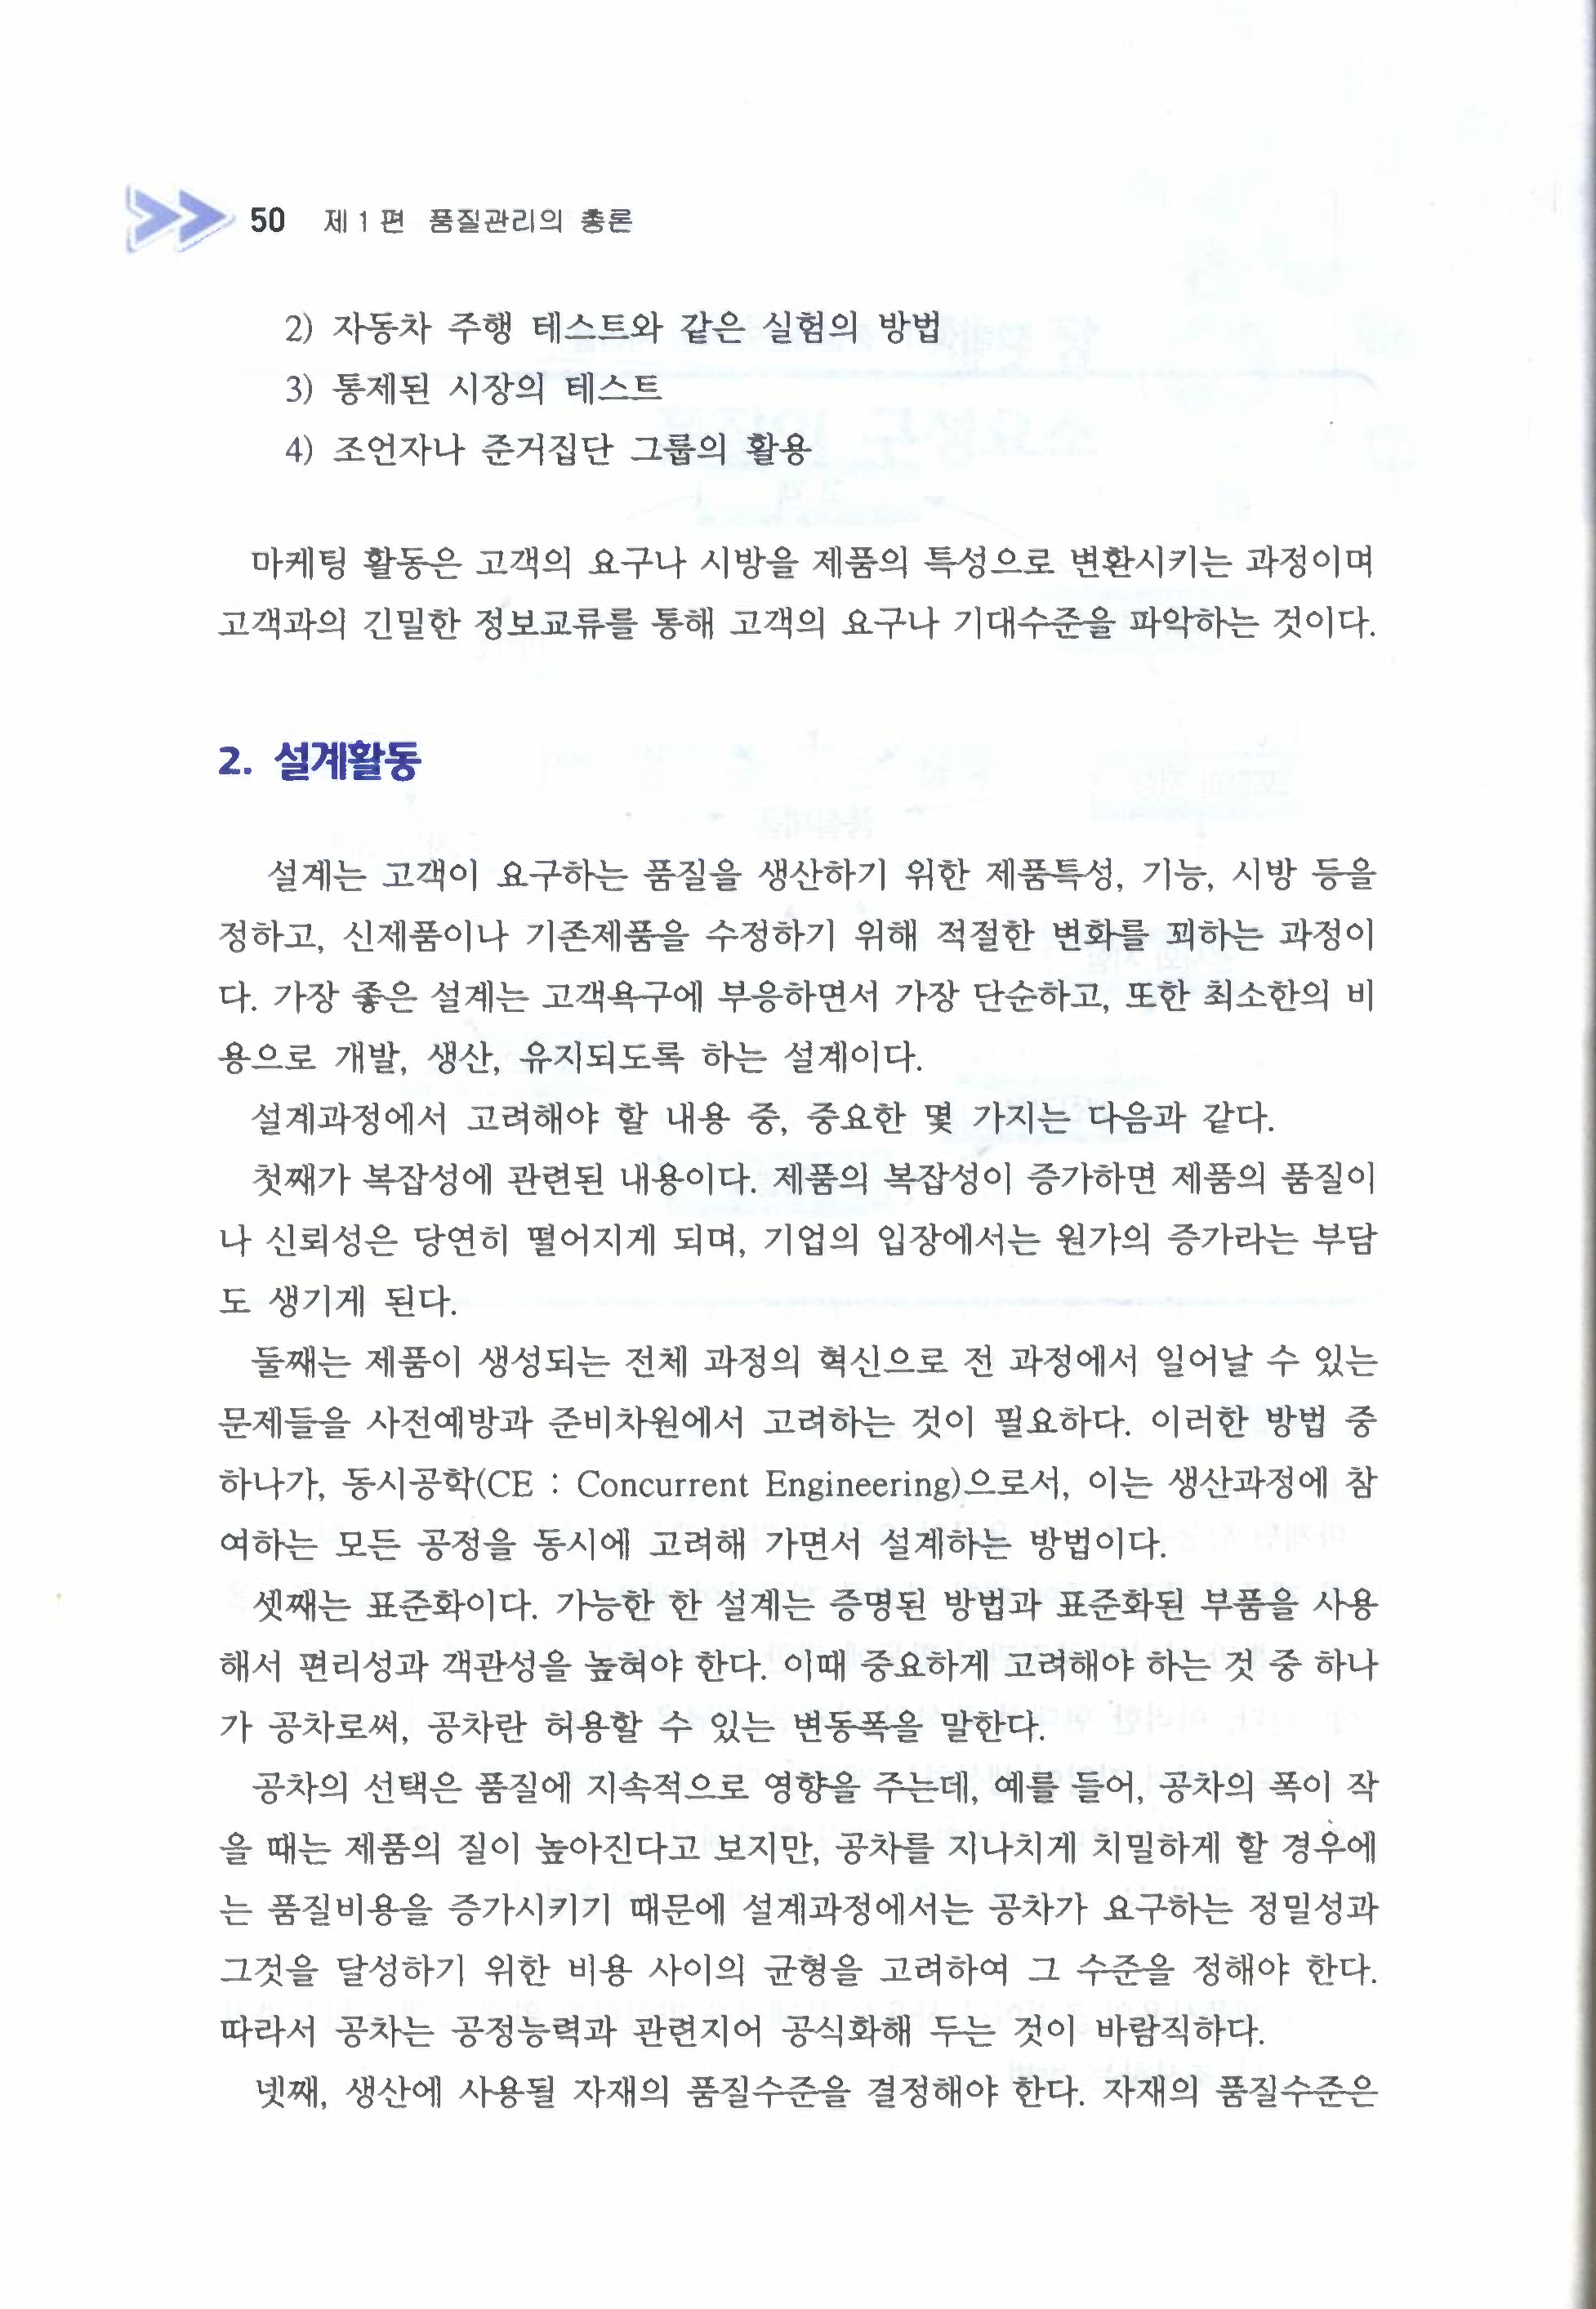 50 제 1 편 품질관리의 총론
2) 자동차 주행 테스트와 같은 실험의 방법
3) 통제된 시장의 테스트
4) 조언자나 준거집단 그룹의 활용
마케팅 활동은 고객의 요구나 시방을 제품의 특성으로 변환시키는 과정이며
고객과의 긴밀한 정보교류를 통해 고객의 요구나 기대수준을 파악하는 것이다.
2. 설계활동
설계는 고객이 요구하는 품질을 생산하기 위한 제품특성, 기능, 시방 등을
정하고, 신제품이나 기존제품을 수정하기 위해 적절한 변화를 꾀하는 과정이
다. 가장 좋은 설계는 고객욕구에 부응하면서 가장 단순하고, 또한 최소한의 비
용으로 개발, 생산, 유지되도록 하는 설계이다.
설계과정에서 고려해야 할 내용 중, 중요한 몇 가지는 다음과 같다.
첫째가 복잡성에 관련된 내용이다. 제품의 복잡성이 증가하면 제품의 품질이
나 신뢰성은 당연히 떨어지게 되며, 기업의 입장에서는 원가의 증가라는 부담
도 생기게 된다.
둘째는 제품이 생성되는 전체 과정의 혁신으로 전 과정에서 일어날 수 있는
문제들을 사전예방과 준비차원에서 고려하는 것이 필요하다. 이러한 방법 중
하나가, 동시공학(CE : Concurrent Engineering)으로서, 이는 생산과정에 참
여하는 모든 공정을 동시에 고려해 가면서 설계하는 방법이다.
셋째는 표준화이다. 가능한 한 설계는 증명된 방법과 표준화된 부품을 사용
해서 편리성과 객관성을 높혀야 한다. 이때 중요하게 고려해야 하는 것 중 하나
가 공차로써, 공차란 허용할 수 있는 변동폭을 말한다.
공차의 선택은 품질에 지속적으로 영향을 주는데, 예를 들어, 공차의 폭이 작
을 때는 제품의 질이 높아진다고 보지만, 공차를 지나치게 치밀하게 할 경우에
는 품질비용을 증가시키기 때문에 설계과정에서는 공차가 요구하는 정밀성과
그것을 달성하기 위한 비용 사이의 균형을 고려하여 그 수준을 정해야 한다.
따라서 공차는 공정능력과 관련지어 공식화해 두는 것이 바람직하다.
넷째, 생산에 사용될 자재의 품질수준을 결정해야 한다. 자재의 품질수준은